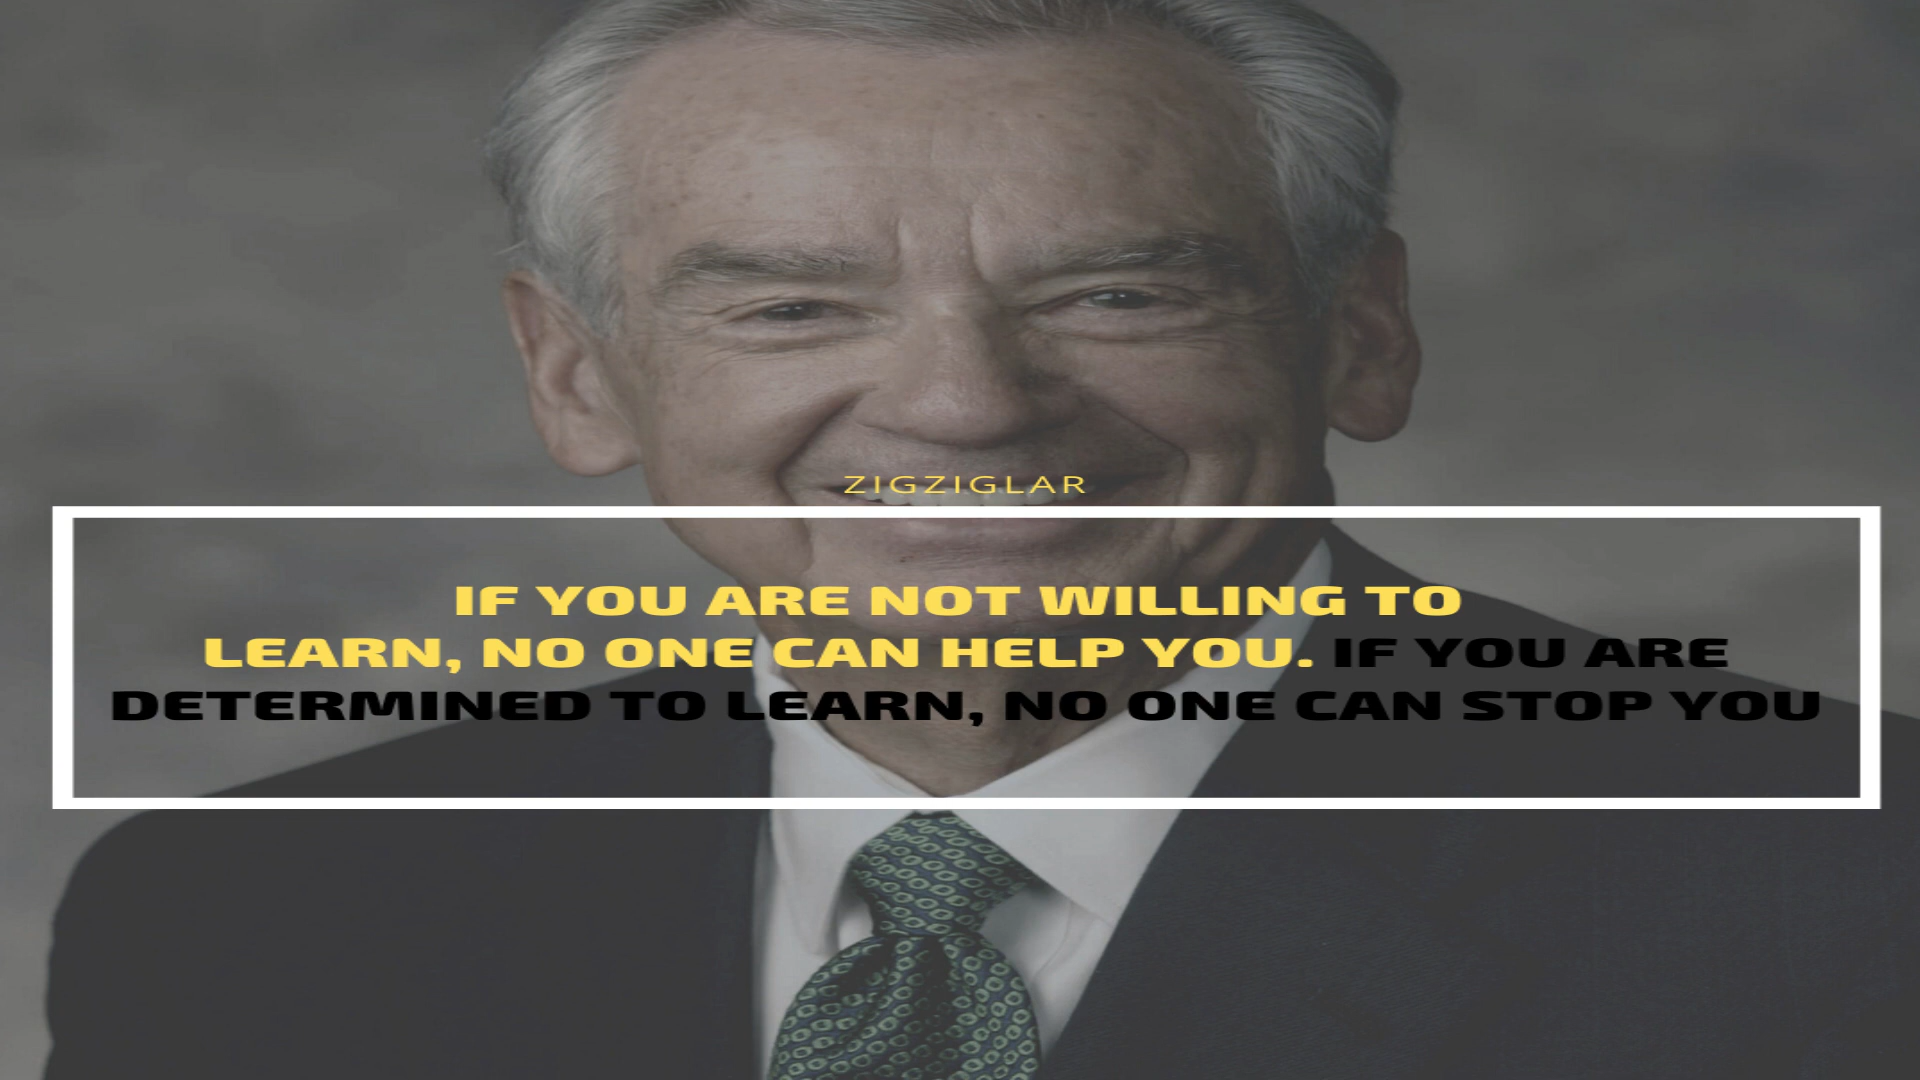 ZIGZIGLAR
IF YOU ARE NOT WILLING TO
LEARN, NO ONE CAN HELP YOU. IF YOU ARE
DETERMINED TO LEARN, NO ONE CAN STOP YOU